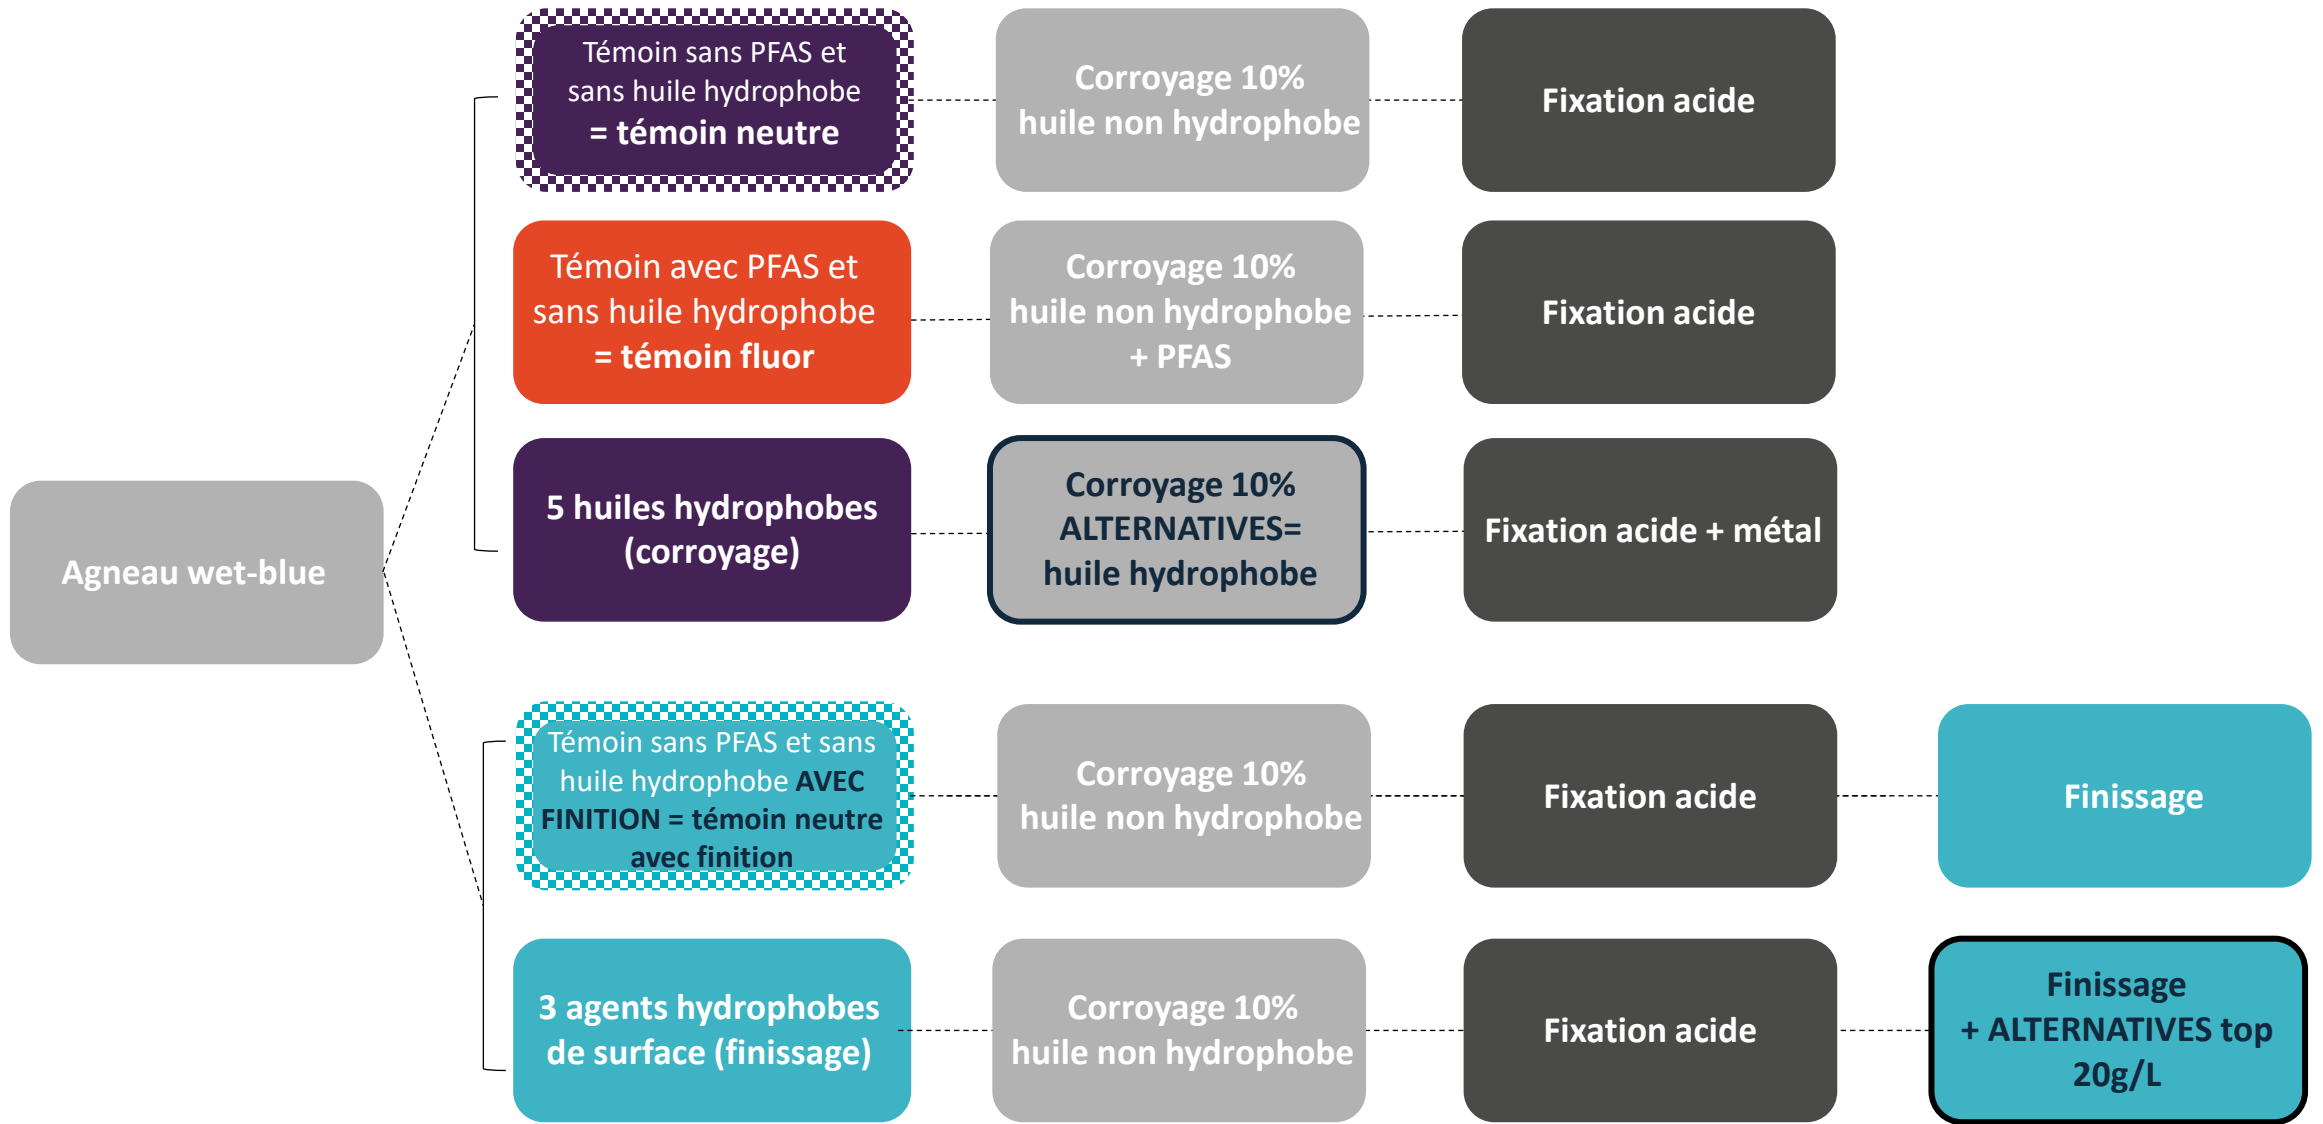 Témoin sans PFAS et
sans huile hydrophobe
= témoin neutre
Corroyage 10%
huile non hydrophobe
Fixation acide
Témoin avec PFAS et
sans huile hydrophobe
= témoin fluor
Corroyage 10%
huile non hydrophobe
+ PFAS
Fixation acide
Agneau wet-blue
5 huiles hydrophobes
(corroyage)
Corroyage 10%
ALTERNATIVES=
huile hydrophobe
Fixation acide + métal
Témoin sans PFAS et sans
huile hydrophobe AVEC
FINITION = témoin neutre
avec finition
Corroyage 10%
huile non hydrophobe
Fixation acide
Finissage
3 agents hydrophobes
de surface (finissage)
Corroyage 10%
huile non hydrophobe
Fixation acide
Finissage
+ ALTERNATIVES top
20g/L